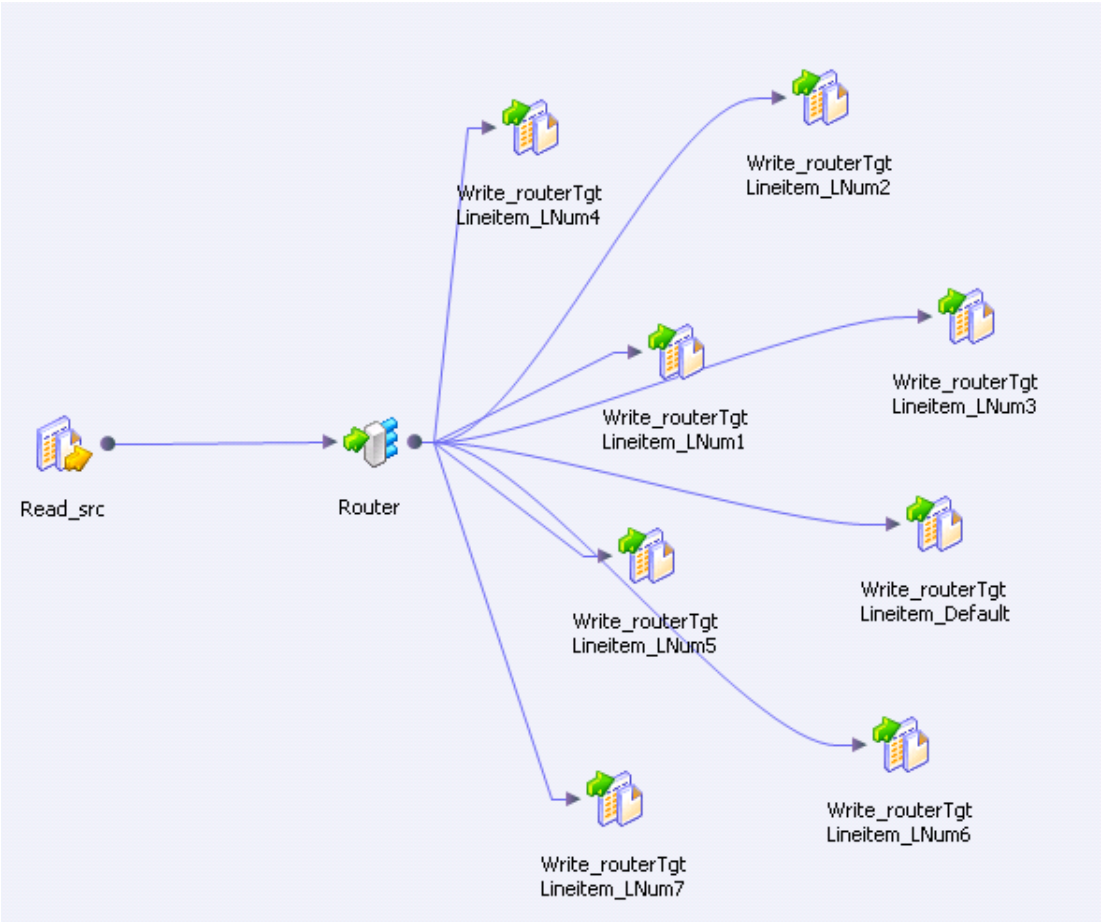 Write_routerTgt
Lineitem_LNum2
Write_routerTgt
Lineitem_LNum4
Write_routerTgt
Lineitem_LNum3
Write_routerTgt
Lineitem_LNum1
Read_src
Router
Write_routerTgt
Lineitem_Default
Write_routerTgt
Lineitem_LNum5
Write_routerTgt
Lineitem_LNum6
Write_routerTgt
Lineitem_LNum7